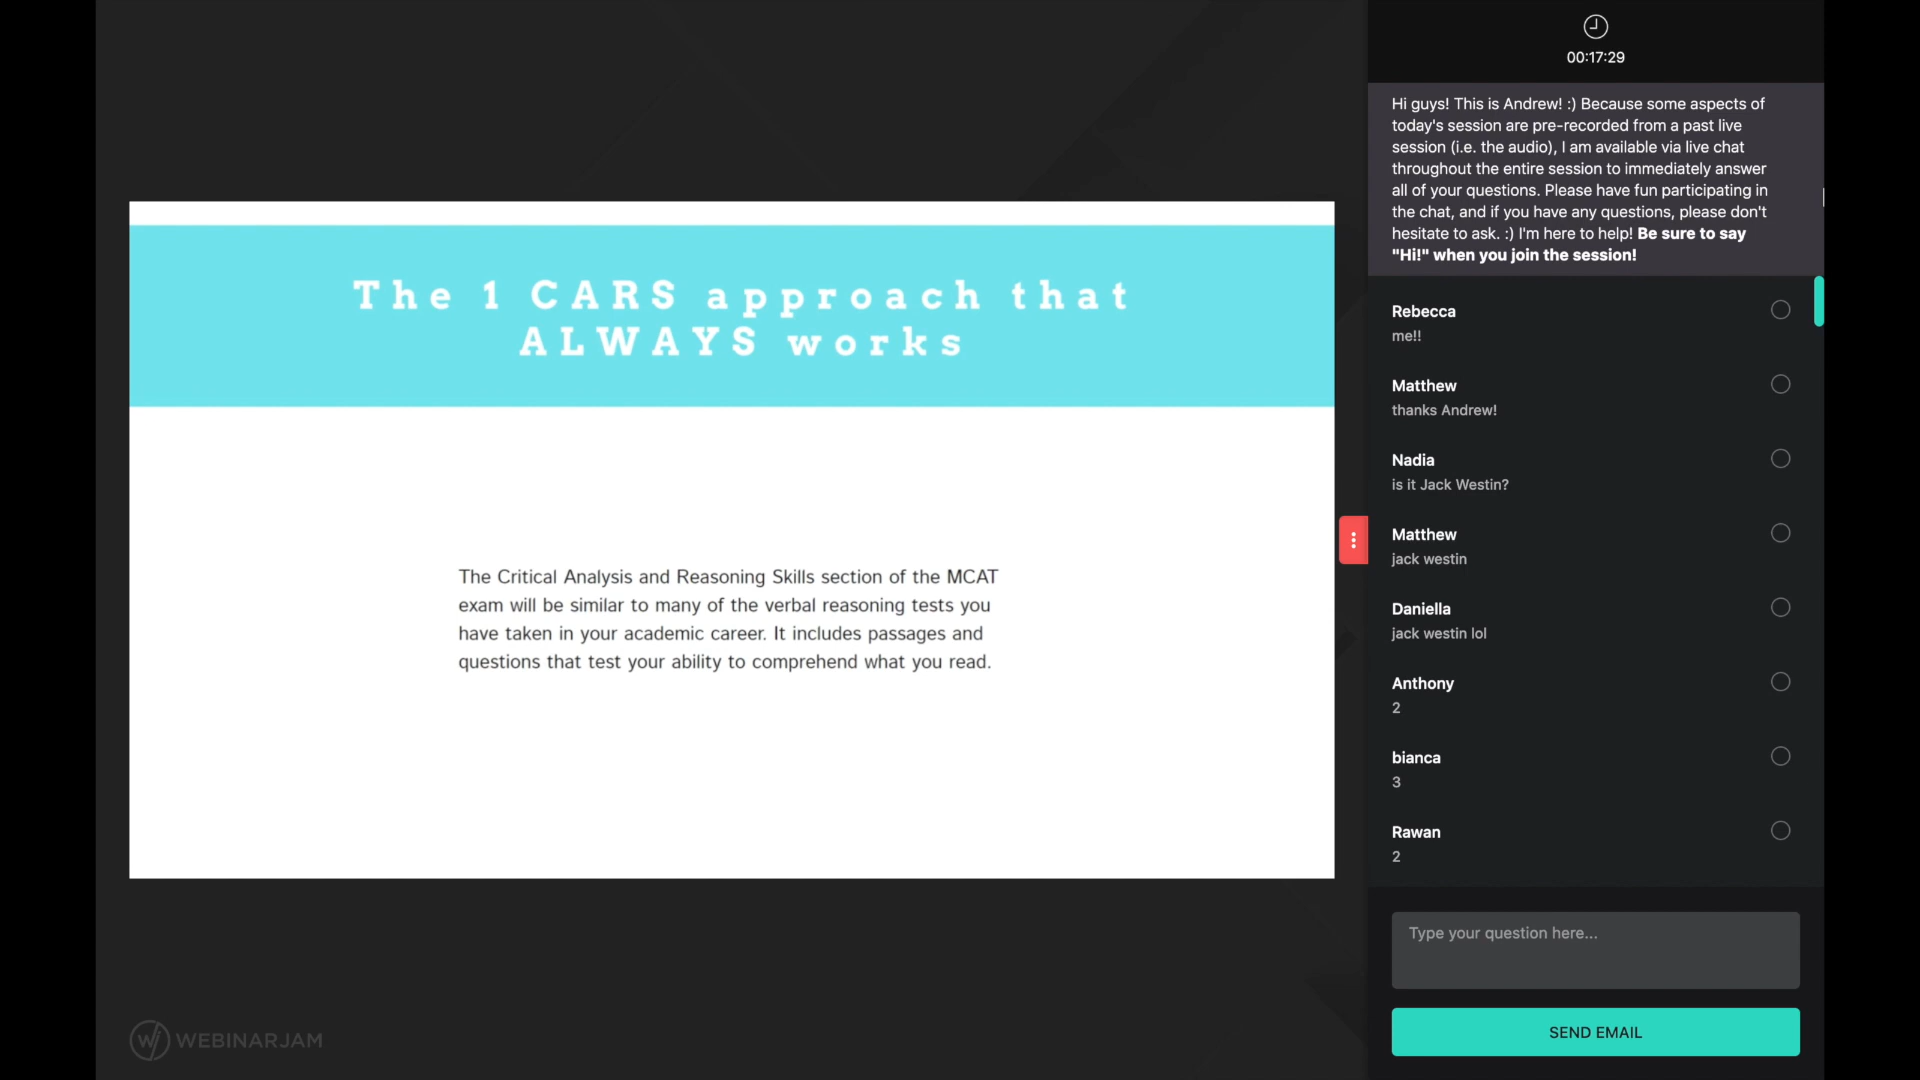 The 1 CARS approach that
ALWAYS works
The Critical Analysis and Reasoning Skills section of the MCAT
exam will be similar to many of the verbal reasoning tests you
have taken in your academic career. It includes passages and
questions that test your ability to comprehend what you read.
WEBINARJAM
00:17:29
Hi guys! This is Andrew! :) Because some aspects of
today's session are pre-recorded from a past live
session (i.e. the audio), I am available via live chat
throughout the entire session to immediately answer
all of your questions. Please have fun participating in
the chat, and if you have any questions, please don't
hesitate to ask. :) I'm here to help! Be sure to say
"Hi!" when you join the session!
Rebecca
me!!
Matthew
thanks Andrew!
Nadia
is it Jack Westin?
Matthew
jack westin
Daniella
jack westin lol
Anthony
2
bianca
3
Rawan
2
Type your question here...
SEND EMAIL